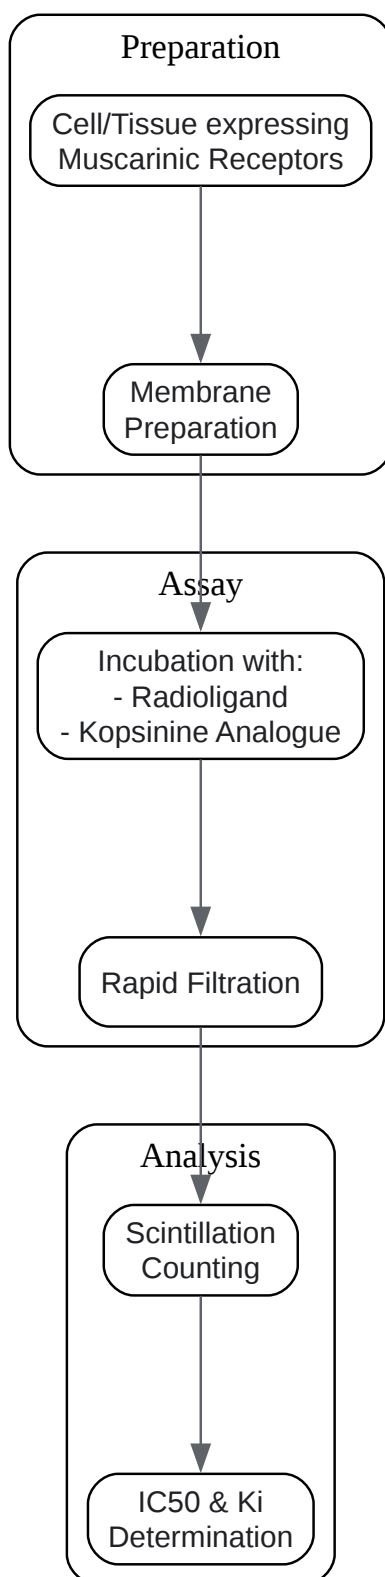 Preparation
Cell/Tissue expressing
Muscarinic Receptors
Membrane
Preparation
Assay
Incubation with:
- Radioligand
- Kopsinine Analogue
Rapid Filtration
Analysis
Scintillation
Counting
IC50 & Ki
Determination